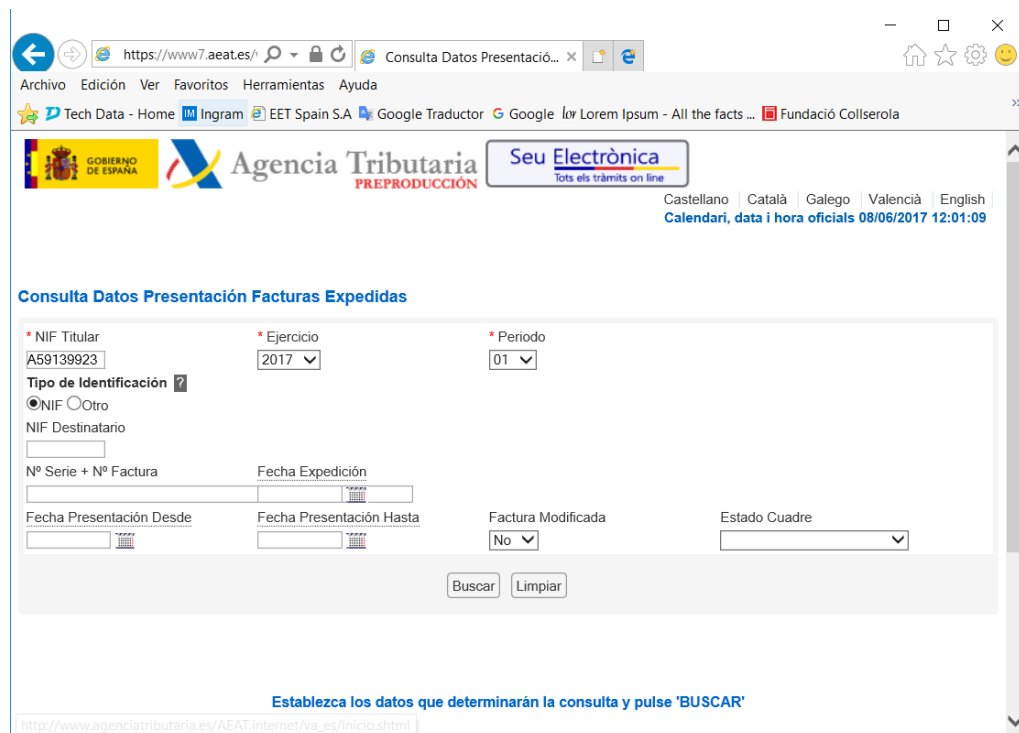 https://www7.aeat.es/
Consulta Datos Presentació...
Archivo Edición Ver Favoritos Herramientas Ayuda
Tech Data - Home IM Ingram EET Spain S.A Google Traductor G Google lor Lorem Ipsum - All the facts ... Fundació Collserola
GOBIERNO
DE ESPAÑA
Agencia Tributaria
PREPRODUCCIÓN
Seu Electrònica
Tots els tràmits on line
Castellano Català Galego Valencià English
Calendari, data i hora oficials 08/06/2017 12:01:09
Consulta Datos Presentación Facturas Expedidas
* NIF Titular * Ejercicio * Periodo
A59139923 2017 01
Tipo de Identificación ?
NIF Otro
NIF Destinatario
Nº Serie + Nº Factura Fecha Expedición
Fecha Presentación Desde Fecha Presentación Hasta Factura Modificada Estado Cuadre
No
Buscar Limpiar
Establezca los datos que determinarán la consulta y pulse 'BUSCAR'
http://www.agenciatributaria.es/AEAT.internet/va_es/Inicio.shtml